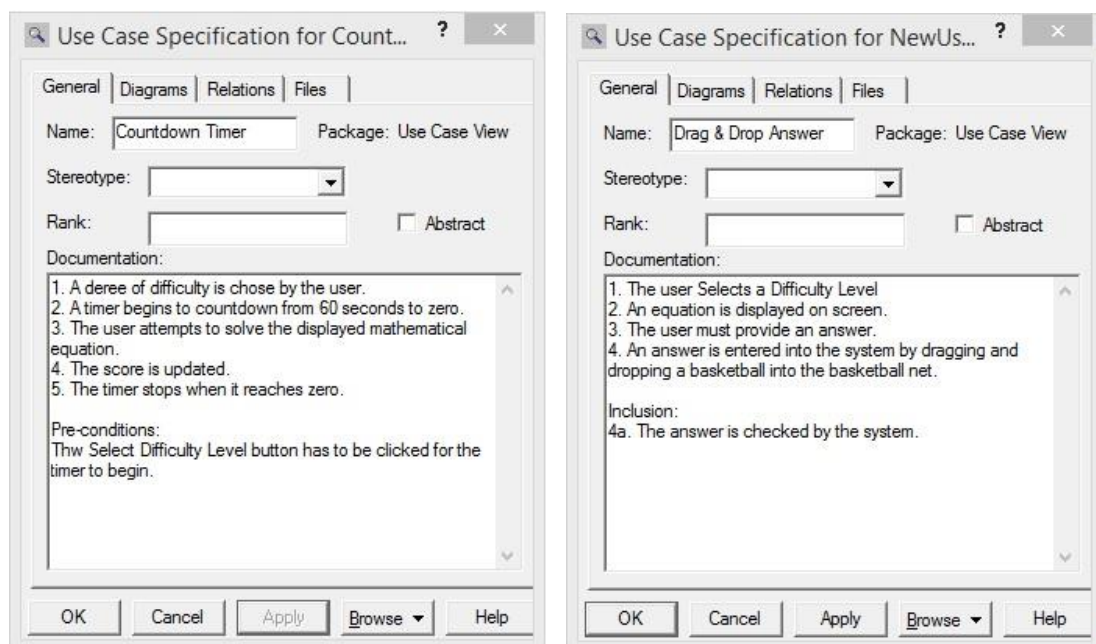 Use Case Specification for Count...
?
General
Diagrams
Relations
Files
Name:
Countdown Timer
Package: Use Case View
Stereotype:
Rank:
Abstract
Documentation:
1. A deree of difficulty is chose by the user.
2. A timer begins to countdown from 60 seconds to zero.
3. The user attempts to solve the displayed mathematical
equation.
4. The score is updated.
5. The timer stops when it reaches zero.
Pre-conditions:
Thw Select Difficulty Level button has to be clicked for the
timer to begin.
OK
Cancel
Apply
Browse
Help
Use Case Specification for NewUs...
?
General
Diagrams
Relations
Files
Name:
Drag & Drop Answer
Package: Use Case View
Stereotype:
Rank:
Abstract
Documentation:
1. The user Selects a Difficulty Level
2. An equation is displayed on screen.
3. The user must provide an answer.
4. An answer is entered into the system by dragging and
dropping a basketball into the basketball net.
Inclusion:
4a. The answer is checked by the system.
OK
Cancel
Apply
Browse
Help